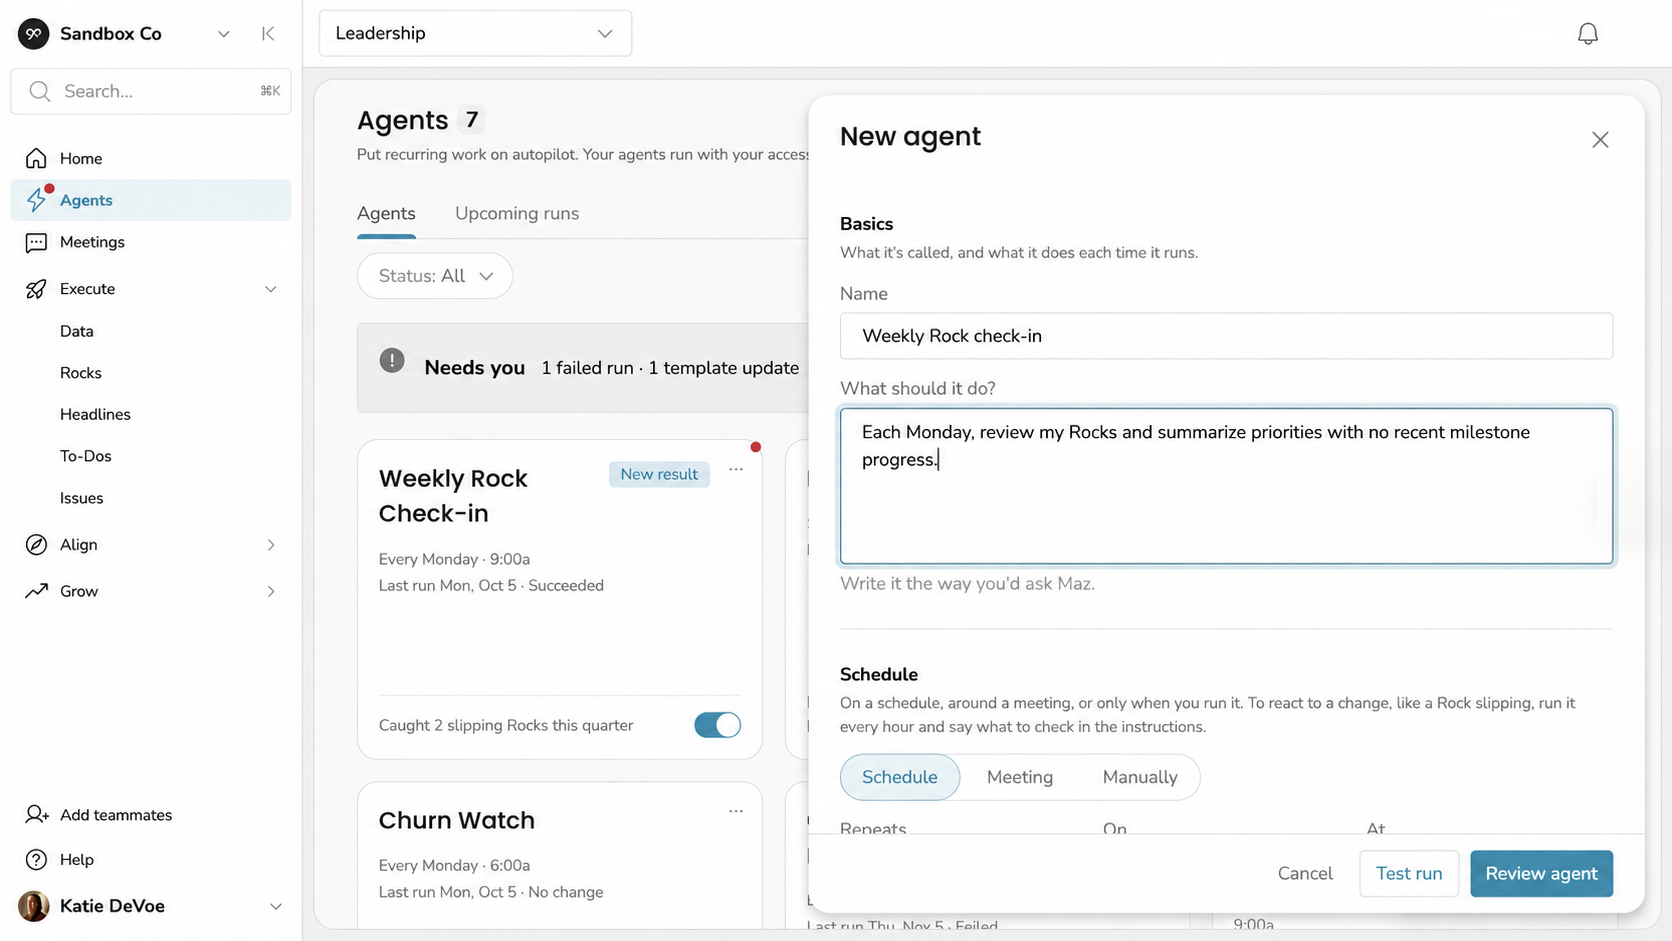 Sandbox Co
Search...
⌘K
Home
Agents
Meetings
Execute
Data
Rocks
Headlines
To-Dos
Issues
Align
Grow
Add teammates
Help
Katie DeVoe
Leadership
Agents 7
Put recurring work on autopilot. Your agents run with your access
Agents
Upcoming runs
Status: All
Needs you 1 failed run · 1 template update
Weekly Rock
Check-in
New result
Every Monday · 9:00a
Last run Mon, Oct 5 · Succeeded
Caught 2 slipping Rocks this quarter
Churn Watch
Every Monday · 6:00a
Last run Mon, Oct 5 · No change
Last run Thu, Nov 5 · Failed
9:00a
New agent
Basics
What it's called, and what it does each time it runs.
Name
Weekly Rock check-in
What should it do?
Each Monday, review my Rocks and summarize priorities with no recent milestone
progress.
Write it the way you'd ask Maz.
Schedule
On a schedule, around a meeting, or only when you run it. To react to a change, like a Rock slipping, run it
every hour and say what to check in the instructions.
Schedule
Meeting
Manually
Repeats
On
At
Cancel
Test run
Review agent